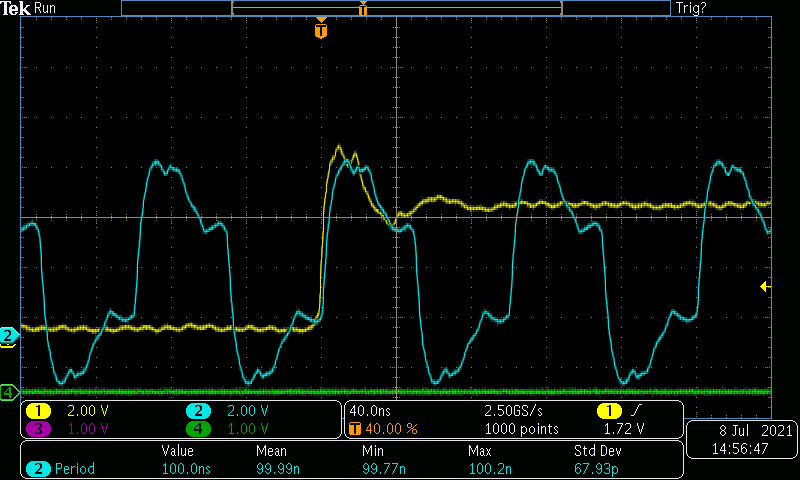 Tek Run Trig?
T
T
2
4
1 2.00 V 2 2.00 V 40.0ns 2.50GS/s 1 /
3 1.00 V 4 1.00 V T 40.00 % 1000 points 1.72 V
8 Jul 2021
14:56:47
Value Mean Min Max Std Dev
2 Period 100.0ns 99.99n 99.77n 100.2n 67.93p